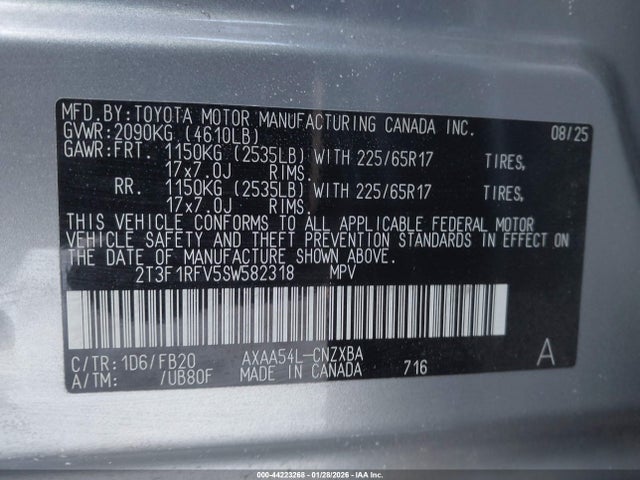 MFD.BY:TOYOTA MOTOR MANUFACTURING CANADA INC. 08/25
GVWR:2090KG (4610LB)
GAWR:FRT. 1150KG (2535LB) WITH 225/65R17 TIRES,
17x7.0J RIMS.
RR. 1150KG (2535LB) WITH 225/65R17 TIRES,
17x7.0J RIMS.
THIS VEHICLE CONFORMS TO ALL APPLICABLE FEDERAL MOTOR
VEHICLE SAFETY AND THEFT PREVENTION STANDARDS IN EFFECT ON
THE DATE OF MANUFACTURE SHOWN ABOVE.
2T3F1RFV5SW582318 MPV
C/TR:1D6/FB20 AXAA54L-CNZXBA A
A/TM: /UB80F MADE IN CANADA 716
000-44223268 - 01/28/2026 - IAA Inc.